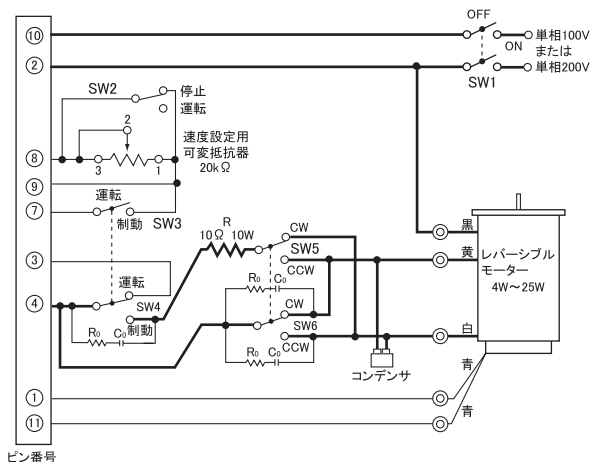 OFF
⑩
単相100V
ON
または
②
単相200V
SW1
SW2
停止
運転
2
速度設定用
可変抵抗器
20kΩ
⑧
3
1
⑨
運転
⑦
制動
SW3
黒
R
10Ω 10W
CW
SW5
黄
レバーシブル
モーター
4W～25W
③
CCW
運転
R₀
C₀
CW
④
SW4
制動
SW6
白
R₀
C₀
CCW
R₀
C₀
コンデンサ
青
①
青
⑪
ピン番号